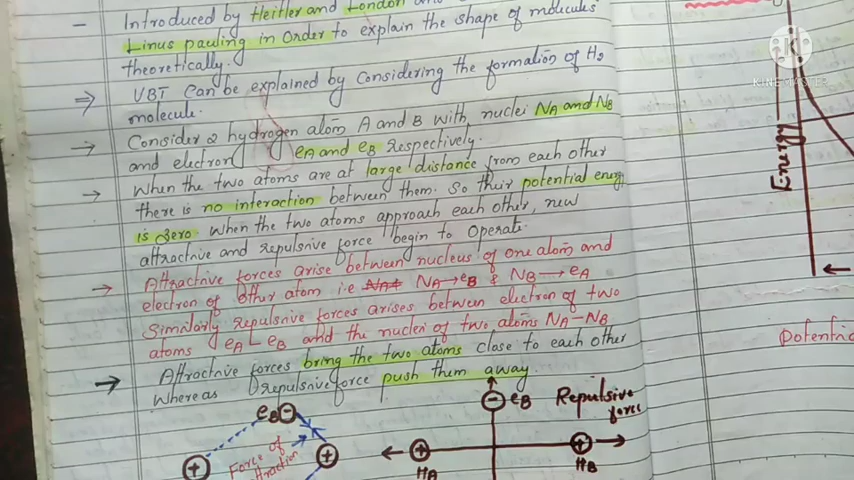 Introduced by Heitler and London and
Linus pauling in order to explain the shape of molecules
theoretically.
VBT Can be explained by Considering the formation of H2
molecule.
Consider 2 hydrogen atom A and B with nuclei NA and NB
and electron eA and eB respectively.
When the two atoms are at large distance from each other
there is no interaction between them. So their potential energy
is zero When the two atoms approach each other, new
attractive and repulsive force begin to operate.
Attractive forces arise between nucleus of one atom and
electron of other atom i.e NA→eB & NB→eA
Similarly repulsive forces arises between electron of two
atoms eA - eB and the nuclei of two atoms NA-NB
Attractive forces bring the two atoms close to each other
whereas repulsive force push them away.
eB -
Force of
attraction
+
+
- eB
Repulsive
force
+
HA
+
HB
Energy
KINEMASTER